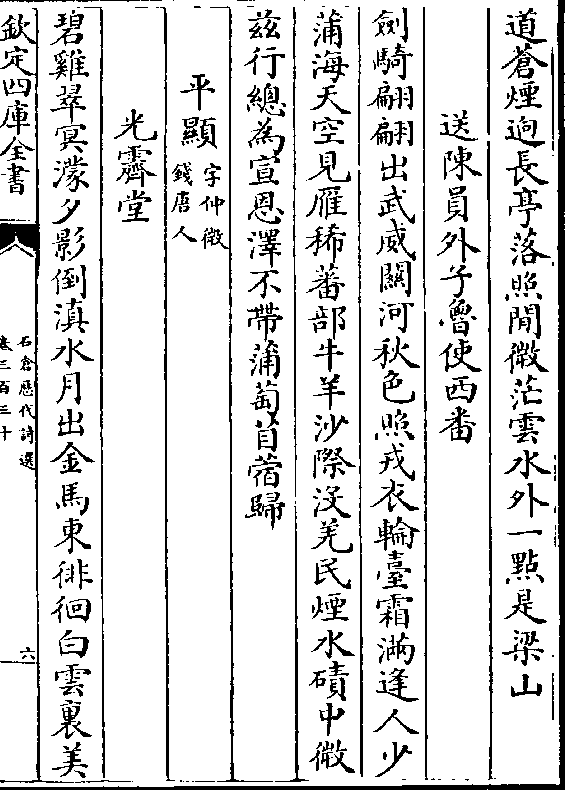 道蒼煙逈長亭落照間微茫雲水外一點是梁山
送陳員外子魯使西番
劍騎翩翩出武威關河秋色照戎衣輪臺霜滿逢人少
蒲海天空見雁稀蕃部牛羊沙際沒羌民煙水磧中微
兹行總為宣恩澤不帶蒲萄苜蓿歸
平顯字仲微
錢唐人
光霽堂
碧雞翠冥濛夕影倒滇水月出金馬東徘徊白雲裏美
欽定四庫全書
石倉歷代詩選
卷三百三十
六